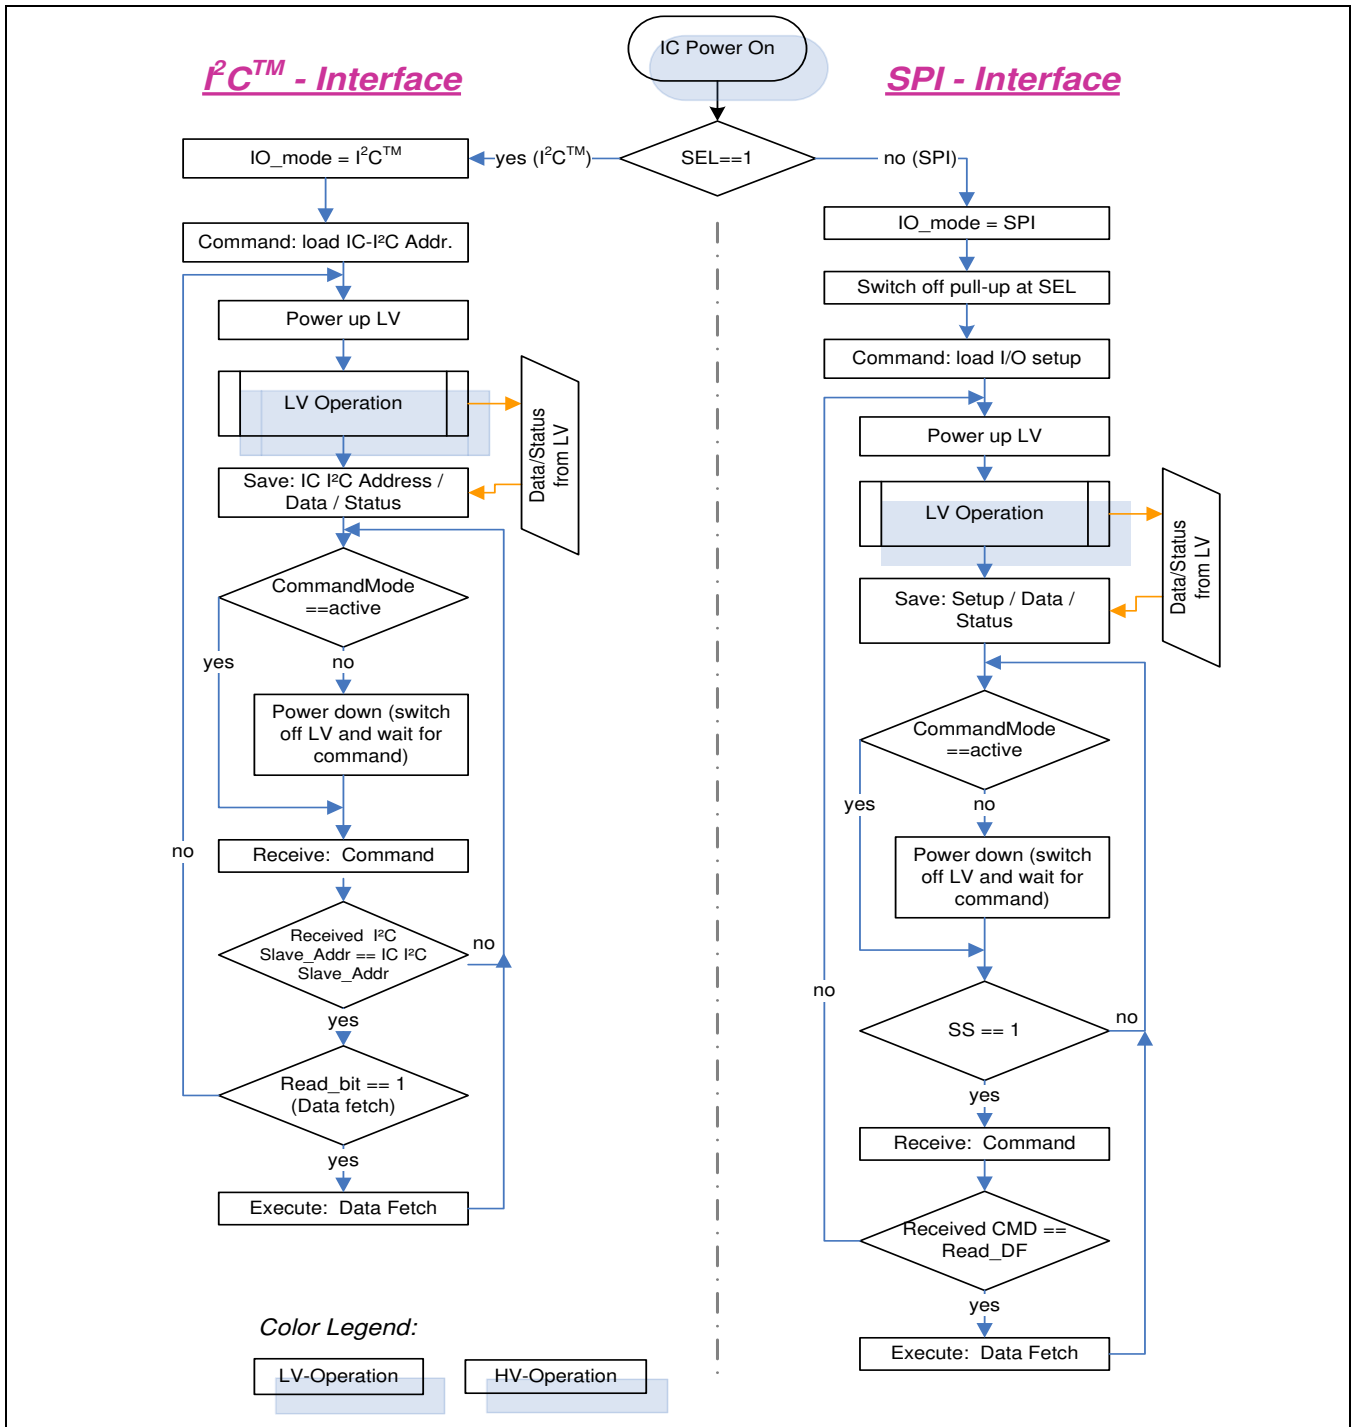 IC Power On
I²C™ - Interface
SPI - Interface
SEL==1
yes (I²C™)
no (SPI)
IO_mode = I²C™
Command: load IC-I²C Addr.
Power up LV
LV Operation
Data/Status
from LV
Save: IC I²C Address /
Data / Status
CommandMode
==active
yes
no
Power down (switch
off LV and wait for
command)
no
Receive:  Command
Received  I²C
Slave_Addr == IC I²C
Slave_Addr
no
yes
Read_bit == 1
(Data fetch)
yes
Execute:  Data Fetch
IO_mode = SPI
Switch off pull-up at SEL
Command: load I/O setup
Power up LV
LV Operation
Data/Status
from LV
Save: Setup / Data /
Status
CommandMode
==active
yes
no
Power down (switch
off LV and wait for
command)
no
SS == 1
no
yes
Receive:  Command
Received CMD ==
Read_DF
yes
Execute:  Data Fetch
Color Legend:
LV-Operation
HV-Operation